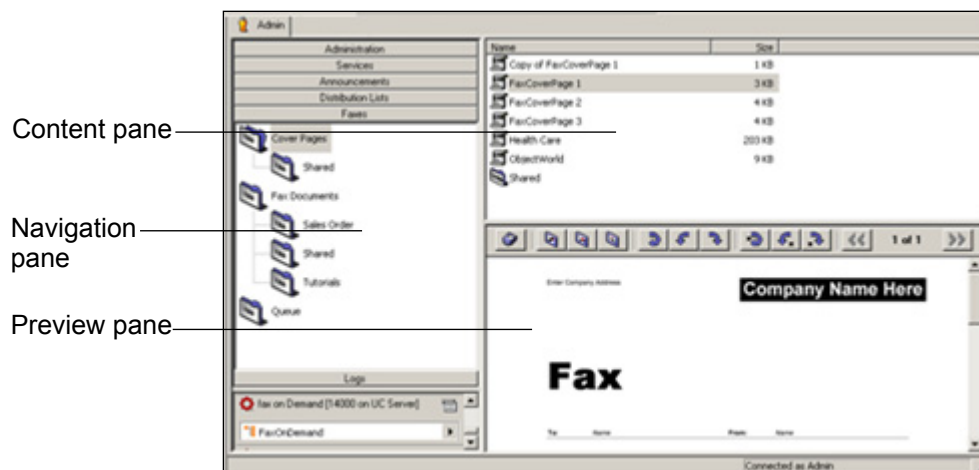 Admin
Administration
Services
Announcements
Distribution Lists
Faxes
Cover Pages
Shared
Fax Documents
Sales Order
Shared
Tutorials
Queue
Logs
fax on Demand [14000 on UC Server]
FaxOnDemand
Name Size
Copy of FaxCoverPage 1 1 KB
FaxCoverPage 1 3 KB
FaxCoverPage 2 4 KB
FaxCoverPage 3 4 KB
Health Care 203 KB
ObjectWorld 9 KB
Shared
1 of 1
Enter Company Address
Company Name Here
Fax
To: Name From: Name
Connected as Admin
Content pane
Navigation
pane
Preview pane